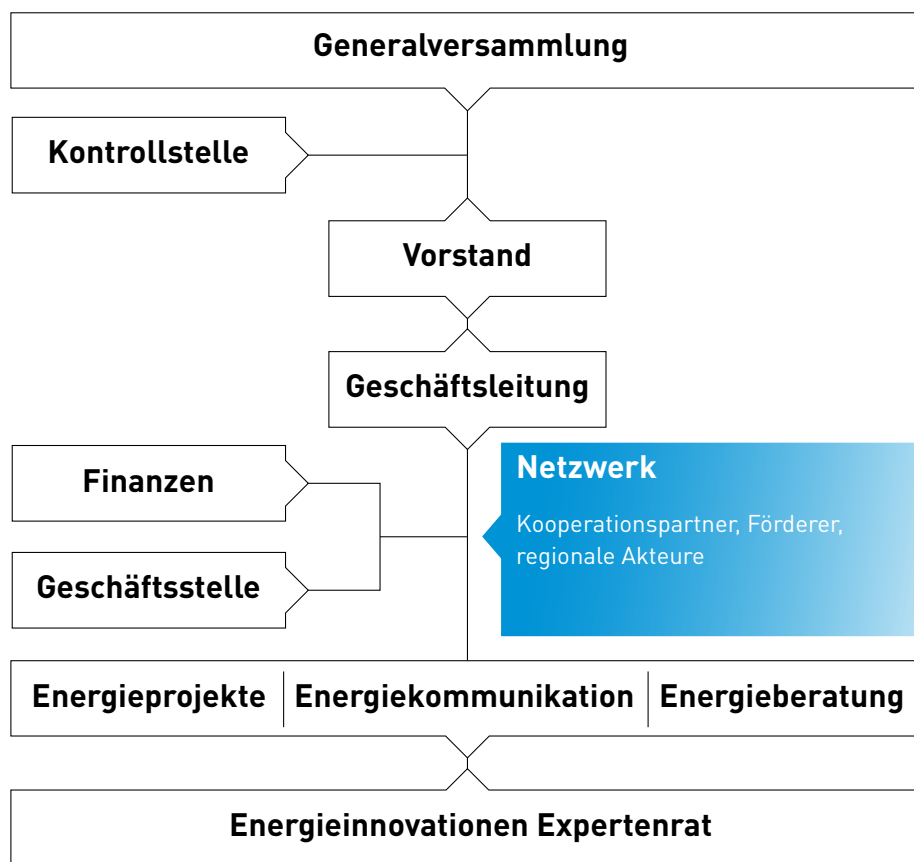 Generalversammlung
Kontrollstelle
Vorstand
Geschäftsleitung
Finanzen
Netzwerk
Kooperationspartner, Förderer,
regionale Akteure
Geschäftsstelle
Energieprojekte Energiekommunikation Energieberatung
Energieinnovationen Expertenrat